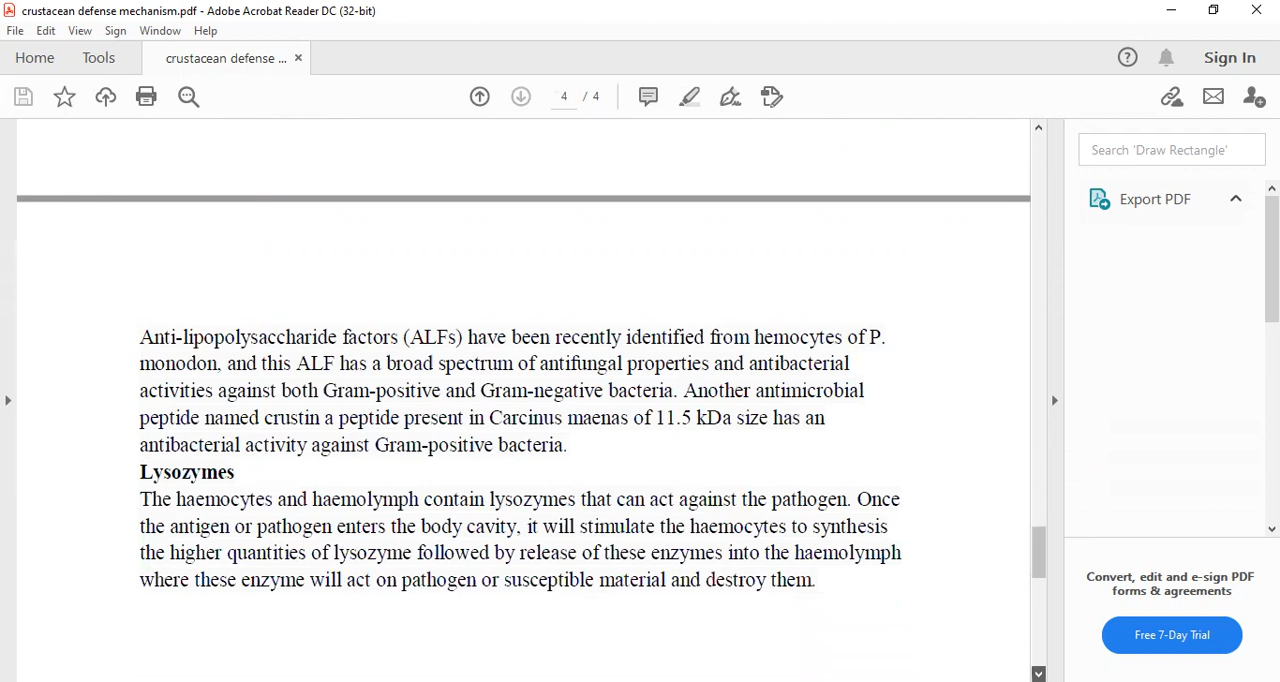 crustacean defense mechanism.pdf - Adobe Acrobat Reader DC (32-bit)
File Edit View Sign Window Help
Home Tools crustacean defense ... × Sign In
4 / 4
Search 'Draw Rectangle'
Export PDF
Anti-lipopolysaccharide factors (ALFs) have been recently identified from hemocytes of P.
monodon, and this ALF has a broad spectrum of antifungal properties and antibacterial
activities against both Gram-positive and Gram-negative bacteria. Another antimicrobial
peptide named crustin a peptide present in Carcinus maenas of 11.5 kDa size has an
antibacterial activity against Gram-positive bacteria.
Lysozymes
The haemocytes and haemolymph contain lysozymes that can act against the pathogen. Once
the antigen or pathogen enters the body cavity, it will stimulate the haemocytes to synthesis
the higher quantities of lysozyme followed by release of these enzymes into the haemolymph
where these enzyme will act on pathogen or susceptible material and destroy them.
Convert, edit and e-sign PDF
forms & agreements
Free 7-Day Trial